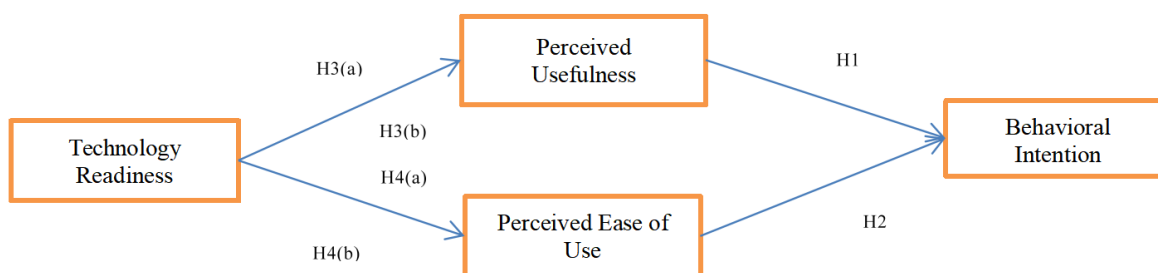 Perceived
Usefulness
H1
H3(a)
Technology
Readiness
H3(b)
H4(a)
Behavioral
Intention
Perceived Ease of
Use
H4(b)
H2